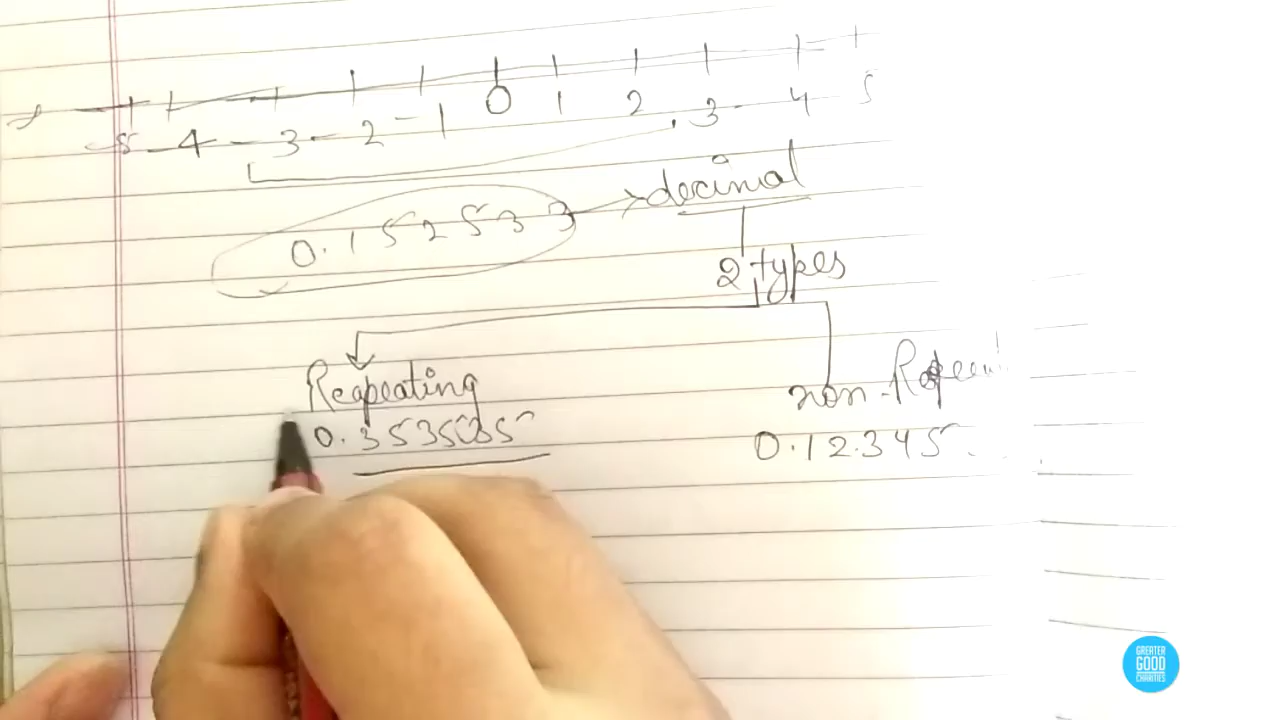 -5 -4 -3 -2 -1 0 1 2 3 4 5
0.152533 → decimal
2 types
Reapeating non-
0.353535 0.12345...
GREATER
GOOD
CHARITIES